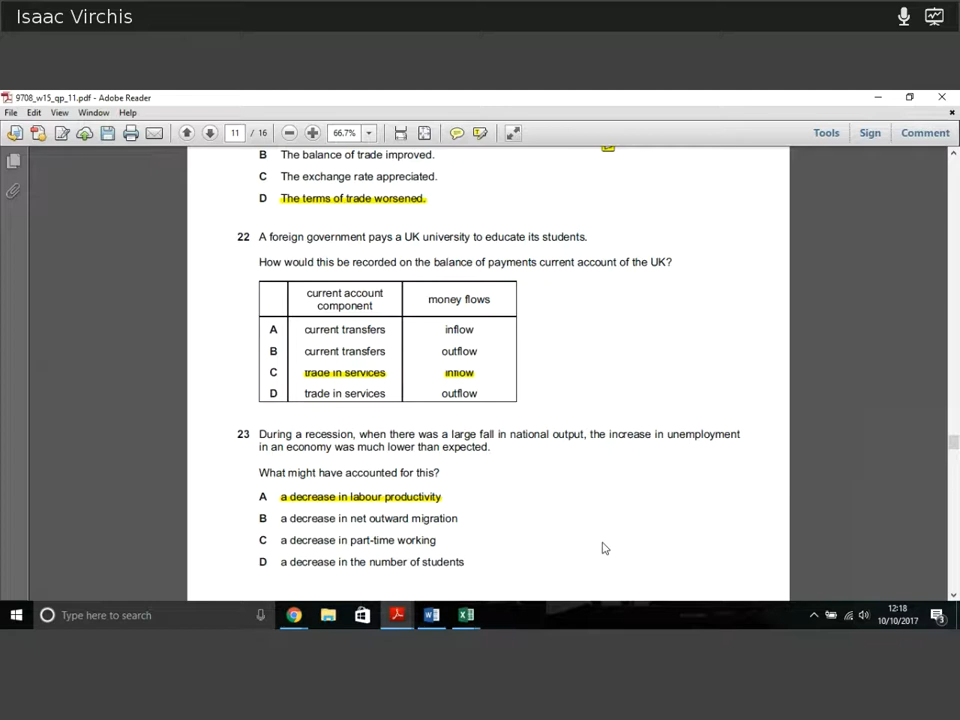 Isaac Virchis
9708_w15_qp_11.pdf - Adobe Reader
File Edit View Window Help
11 / 16 66.7% Tools Sign Comment
B The balance of trade improved.
C The exchange rate appreciated.
D The terms of trade worsened.
22 A foreign government pays a UK university to educate its students.
How would this be recorded on the balance of payments current account of the UK?
current account
component money flows
A current transfers inflow
B current transfers outflow
C trade in services inflow
D trade in services outflow
23 During a recession, when there was a large fall in national output, the increase in unemployment
in an economy was much lower than expected.
What might have accounted for this?
A a decrease in labour productivity
B a decrease in net outward migration
C a decrease in part-time working
D a decrease in the number of students
Type here to search
12:18
10/10/2017
3